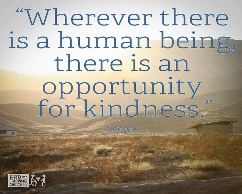 “Wherever there
is a human being,
there is an
opportunity
for kindness.”